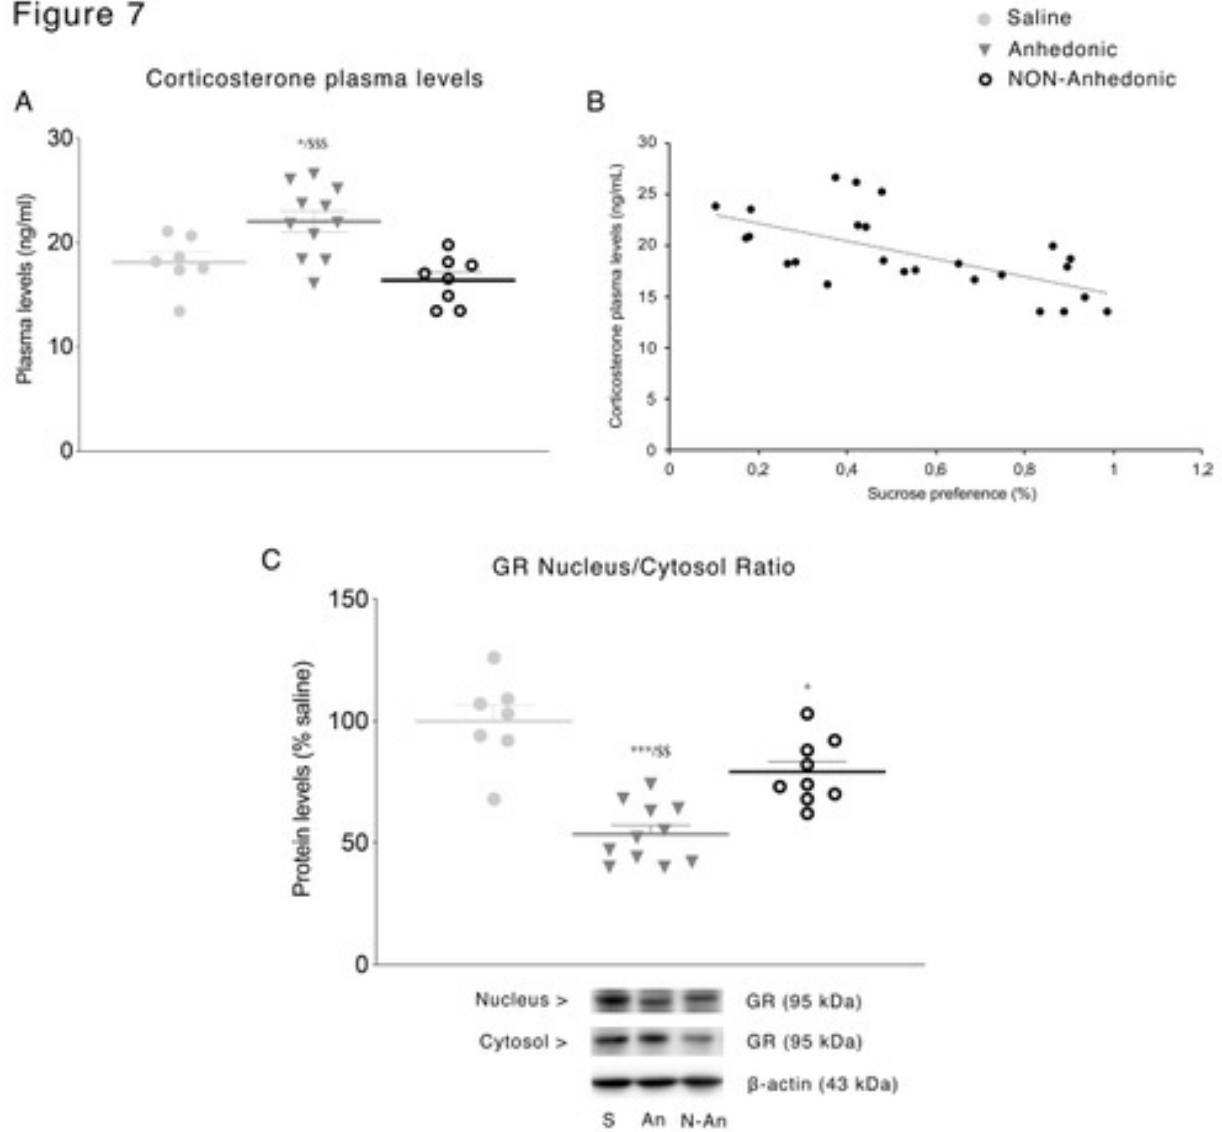 Figure 7
Saline
Anhedonic
NON-Anhedonic
Corticosterone plasma levels
A
30
20
10
0
Plasma levels (ng/ml)
*/$$$
B
30
25
20
15
10
5
0
Corticosterone plasma levels (ng/mL)
0 0,2 0,4 0,6 0,8 1 1,2
Sucrose preference (%)
C
GR Nucleus/Cytosol Ratio
150
100
50
0
Protein levels (% saline)
***/$$
*
Nucleus > GR (95 kDa)
Cytosol > GR (95 kDa)
β-actin (43 kDa)
S An N-An